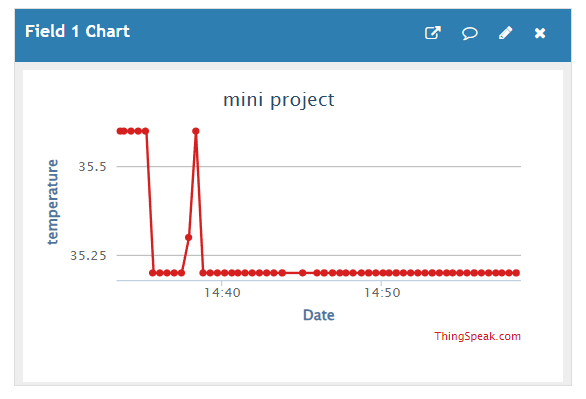 Field 1 Chart
mini project
temperature
35.5
35.25
14:40 14:50
Date
ThingSpeak.com